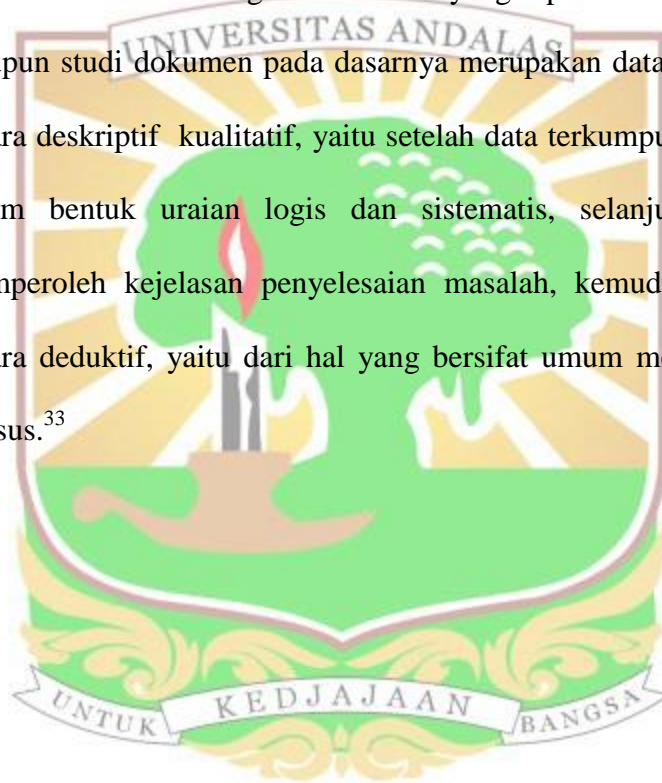 UNIVERSITAS ANDALAS
pun studi dokumen pada dasarnya merupakan data
ara deskriptif kualitatif, yaitu setelah data terkumpu
m bentuk uraian logis dan sistematis, selanju
peroleh kejelasan penyelesaian masalah, kemud
ara deduktif, yaitu dari hal yang bersifat umum me
sus.33
UNTUK KEDJAJAAN BANGSA